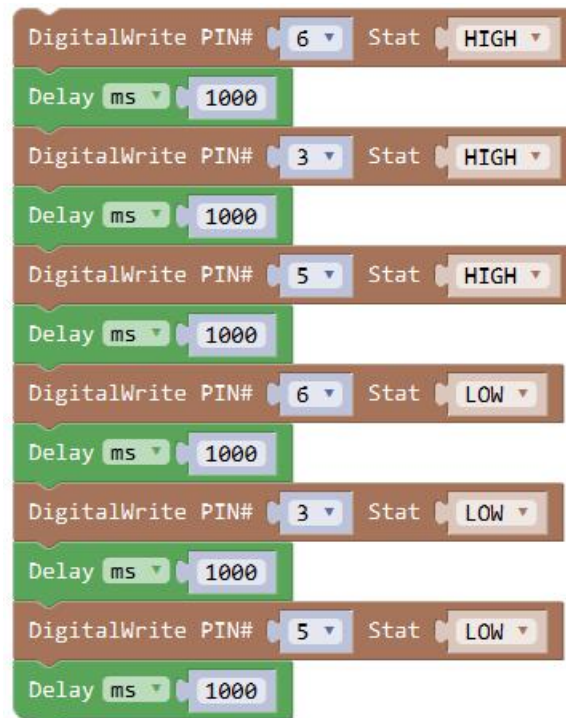 DigitalWrite PIN# 6 Stat HIGH
Delay ms 1000
DigitalWrite PIN# 3 Stat HIGH
Delay ms 1000
DigitalWrite PIN# 5 Stat HIGH
Delay ms 1000
DigitalWrite PIN# 6 Stat LOW
Delay ms 1000
DigitalWrite PIN# 3 Stat LOW
Delay ms 1000
DigitalWrite PIN# 5 Stat LOW
Delay ms 1000